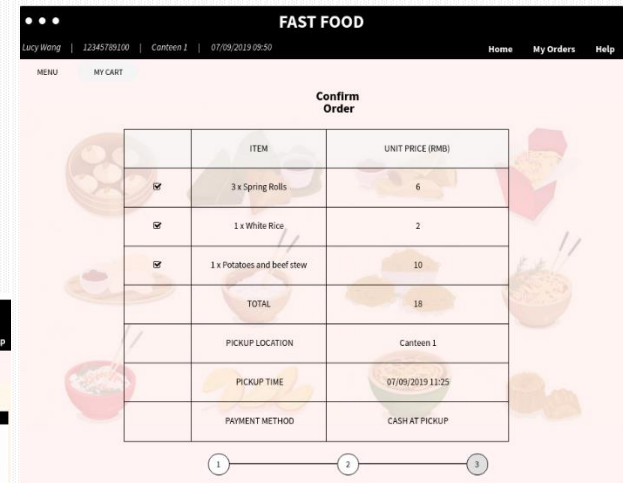 FAST FOOD
Lucy Wang | 12345789100 | Canteen 1 | 07/09/2019 09:50 Home My Orders Help
MENU MY CART
Confirm
Order
ITEM UNIT PRICE (RMB)
3 x Spring Rolls 6
1 x White Rice 2
1 x Potatoes and beef stew 10
TOTAL 18
PICKUP LOCATION Canteen 1
PICKUP TIME 07/09/2019 11:25
PAYMENT METHOD CASH AT PICKUP
1 2 3